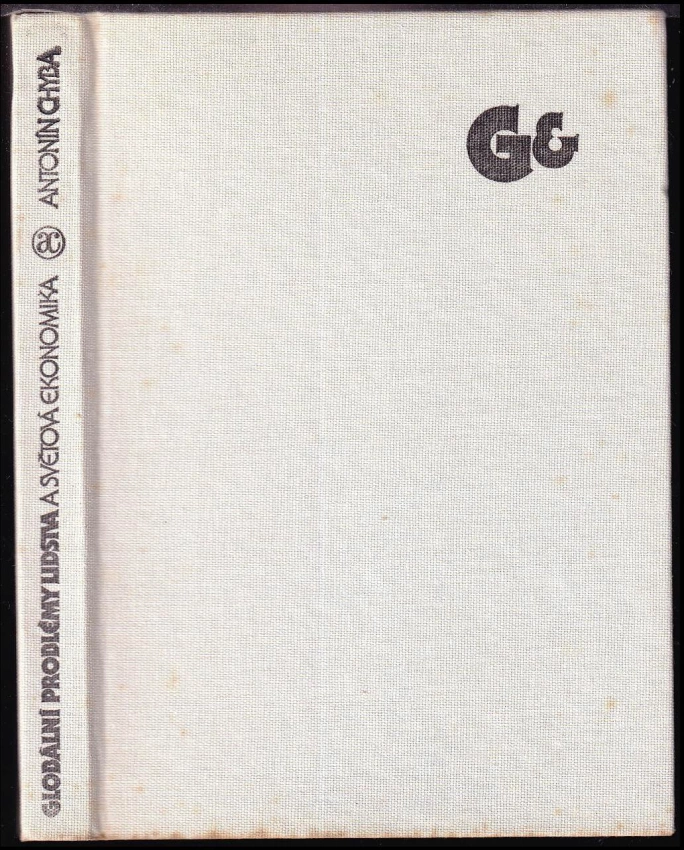 GLOBÁLNÍ PROBLÉMY LIDSTVA A SVĚTOVÁ EKONOMIKA æ ANTONÍN CHYBA
G&